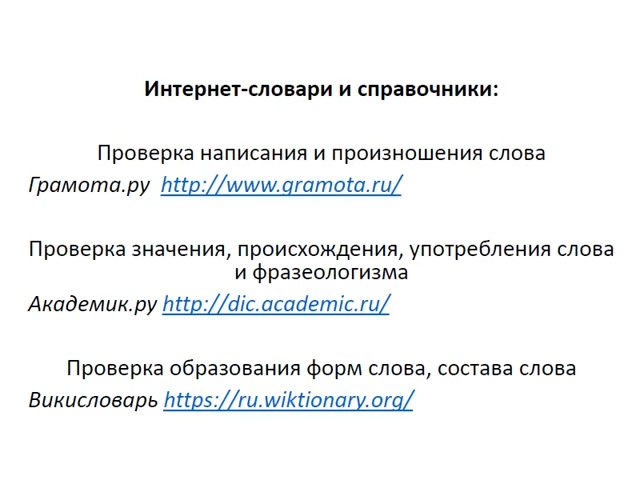 Интернет-словари и справочники:
Проверка написания и произношения слова
Грамота.ру http://www.gramota.ru/
Проверка значения, происхождения, употребления слова
и фразеологизма
Академик.ру http://dic.academic.ru/
Проверка образования форм слова, состава слова
Викисловарь https://ru.wiktionary.org/